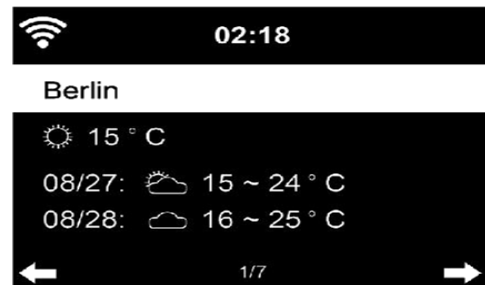 02:18
Berlin
15 ° C
08/27: 15 ~ 24 ° C
08/28: 16 ~ 25 ° C
1/7